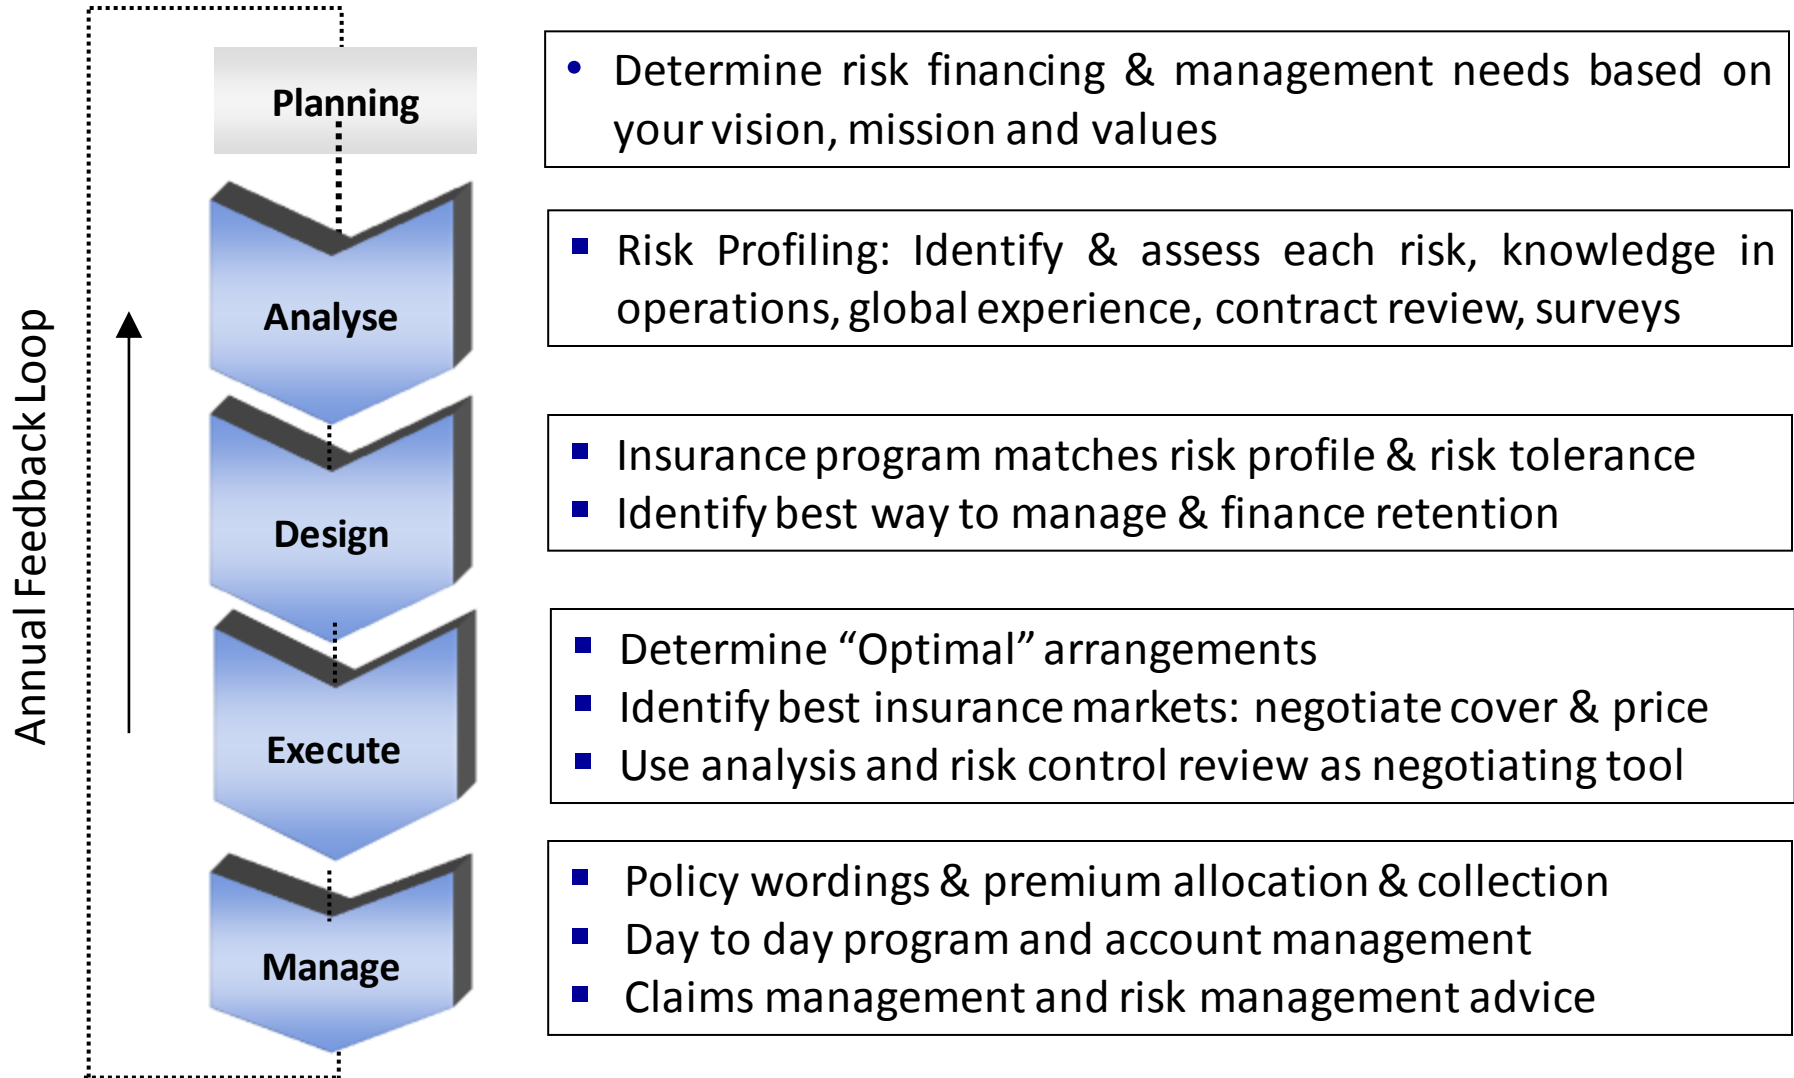 Planning
• Determine risk financing & management needs based on
your vision, mission and values
Analyse
▪ Risk Profiling: Identify & assess each risk, knowledge in
operations, global experience, contract review, surveys
Design
▪ Insurance program matches risk profile & risk tolerance
▪ Identify best way to manage & finance retention
Execute
▪ Determine “Optimal” arrangements
▪ Identify best insurance markets: negotiate cover & price
▪ Use analysis and risk control review as negotiating tool
Manage
▪ Policy wordings & premium allocation & collection
▪ Day to day program and account management
▪ Claims management and risk management advice
Annual Feedback Loop